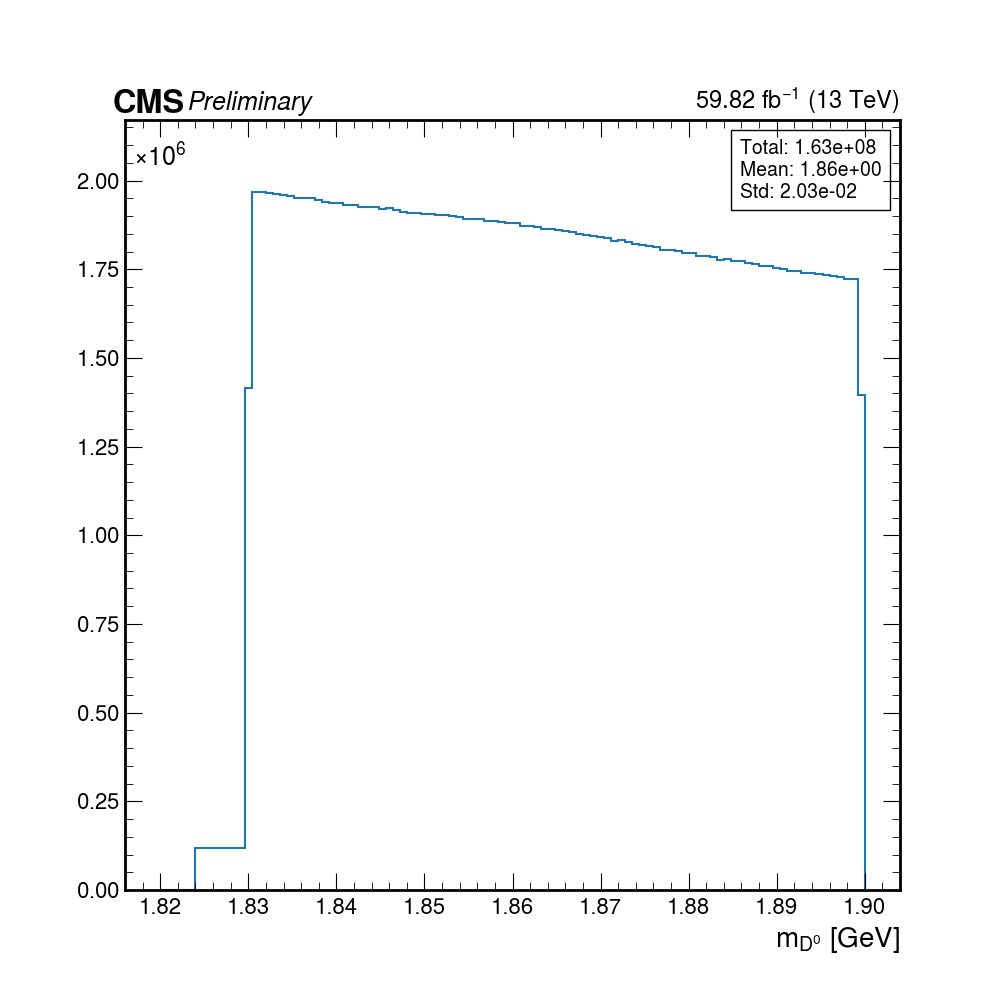 CMS Preliminary 59.82 fb⁻¹ (13 TeV)
×10⁶
Total: 1.63e+08
Mean: 1.86e+00
Std: 2.03e-02
2.00
1.75
1.50
1.25
1.00
0.75
0.50
0.25
0.00
1.82 1.83 1.84 1.85 1.86 1.87 1.88 1.89 1.90
m_D⁰ [GeV]